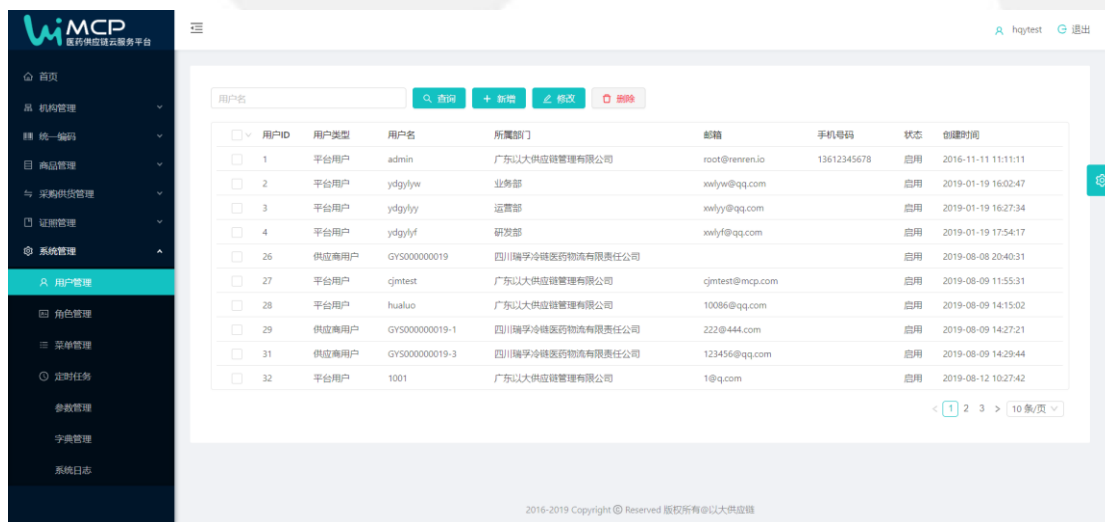 MCP
医药供应链云服务平台
hqytest 退出
首页
机构管理
统一编码
商品管理
采购供货管理
证照管理
系统管理
用户管理
角色管理
菜单管理
定时任务
参数管理
字典管理
系统日志
用户名 查询 新增 修改 删除
用户ID 用户类型 用户名 所属部门 邮箱 手机号码 状态 创建时间
1 平台用户 admin 广东以大供应链管理有限公司 root@renren.io 13612345678 启用 2016-11-11 11:11:11
2 平台用户 ydgylyw 业务部 xwlyw@qq.com 启用 2019-01-19 16:02:47
3 平台用户 ydgylyy 运营部 xwlyy@qq.com 启用 2019-01-19 16:27:34
4 平台用户 ydgylyf 研发部 xwlyf@qq.com 启用 2019-01-19 17:54:17
26 供应商用户 GYS000000019 四川瑞孚冷链医药物流有限责任公司 启用 2019-08-08 20:40:31
27 平台用户 cjmtest 广东以大供应链管理有限公司 cjmtest@mcp.com 启用 2019-08-09 11:55:31
28 平台用户 hualuo 广东以大供应链管理有限公司 10086@qq.com 启用 2019-08-09 14:15:02
29 供应商用户 GYS000000019-1 四川瑞孚冷链医药物流有限责任公司 222@444.com 启用 2019-08-09 14:27:21
31 供应商用户 GYS000000019-3 四川瑞孚冷链医药物流有限责任公司 123456@qq.com 启用 2019-08-09 14:29:44
32 平台用户 1001 广东以大供应链管理有限公司 1@q.com 启用 2019-08-12 10:27:42
< 1 2 3 > 10 条/页
2016-2019 Copyright © Reserved 版权所有@以大供应链